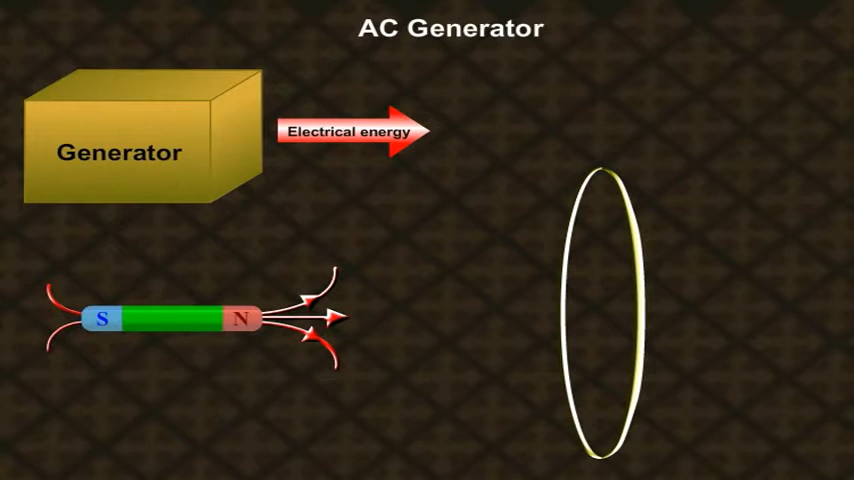 AC Generator
Generator
Electrical energy
S
N